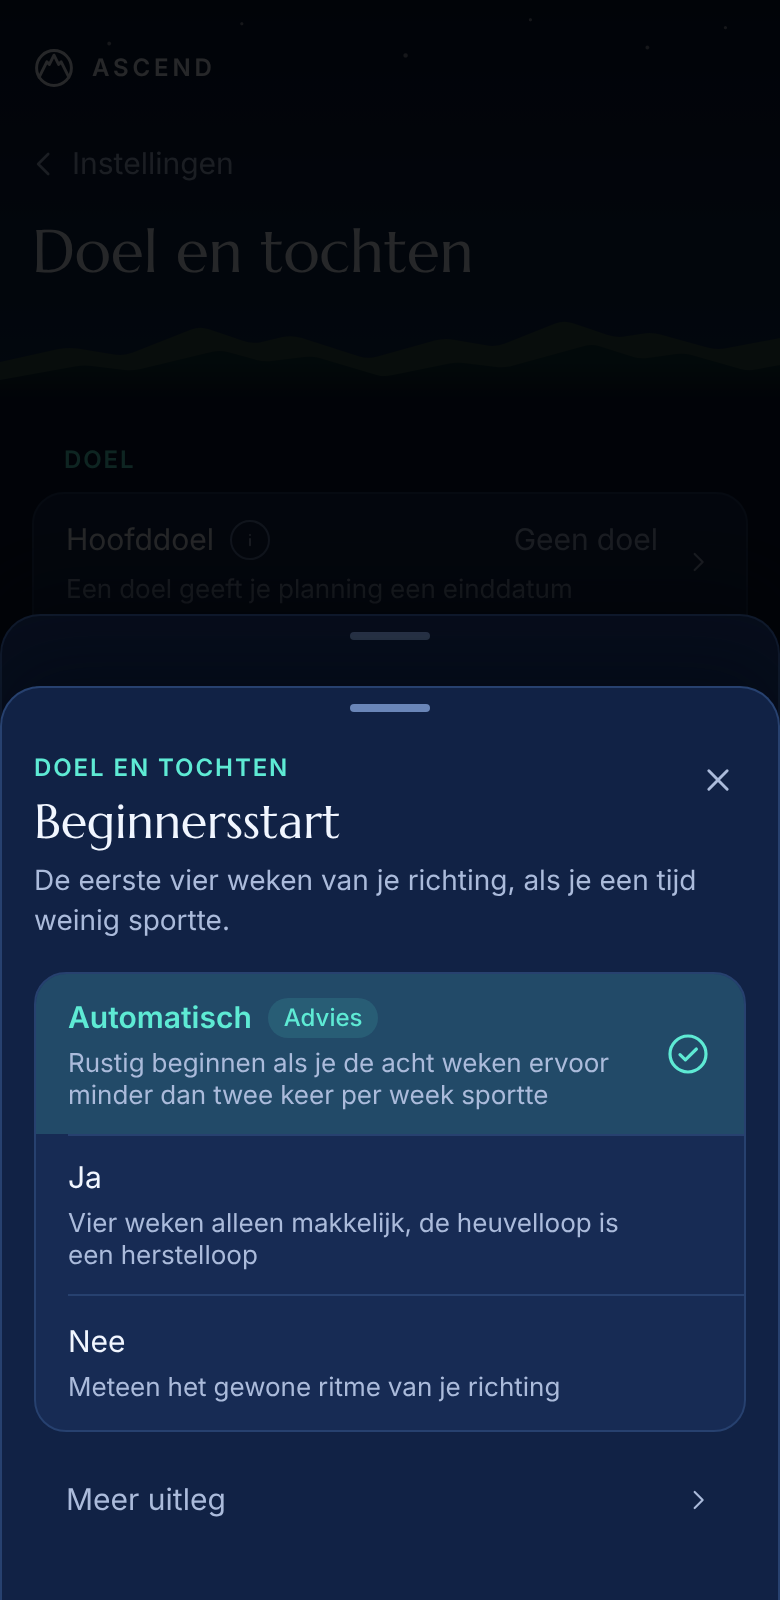 ASCEND
Instellingen
Doel en tochten
DOEL
Hoofddoel i Geen doel
Een doel geeft je planning een einddatum
DOEL EN TOCHTEN
Beginnersstart
De eerste vier weken van je richting, als je een tijd
weinig sportte.
Automatisch Advies
Rustig beginnen als je de acht weken ervoor
minder dan twee keer per week sportte
Ja
Vier weken alleen makkelijk, de heuvelloop is
een herstelloop
Nee
Meteen het gewone ritme van je richting
Meer uitleg